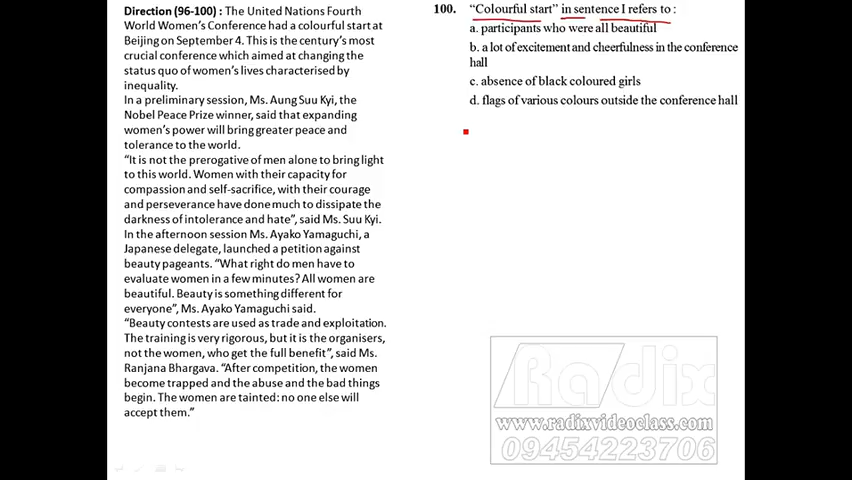 Direction (96-100) : The United Nations Fourth
World Women's Conference had a colourful start at
Beijing on September 4. This is the century's most
crucial conference which aimed at changing the
status quo of women's lives characterised by
inequality.
In a preliminary session, Ms. Aung Suu Kyi, the
Nobel Peace Prize winner, said that expanding
women's power will bring greater peace and
tolerance to the world.
"It is not the prerogative of men alone to bring light
to this world. Women with their capacity for
compassion and self-sacrifice, with their courage
and perseverance have done much to dissipate the
darkness of intolerance and hate", said Ms. Suu Kyi.
In the afternoon session Ms. Ayako Yamaguchi, a
Japanese delegate, launched a petition against
beauty pageants. "What right do men have to
evaluate women in a few minutes? All women are
beautiful. Beauty is something different for
everyone", Ms. Ayako Yamaguchi said.
"Beauty contests are used as trade and exploitation.
The training is very rigorous, but it is the organisers,
not the women, who get the full benefit", said Ms.
Ranjana Bhargava. "After competition, the women
become trapped and the abuse and the bad things
begin. The women are tainted: no one else will
accept them."
100. "Colourful start" in sentence I refers to :
a. participants who were all beautiful
b. a lot of excitement and cheerfulness in the conference
hall
c. absence of black coloured girls
d. flags of various colours outside the conference hall
Radix
www.radixvideoclass.com
09454223706